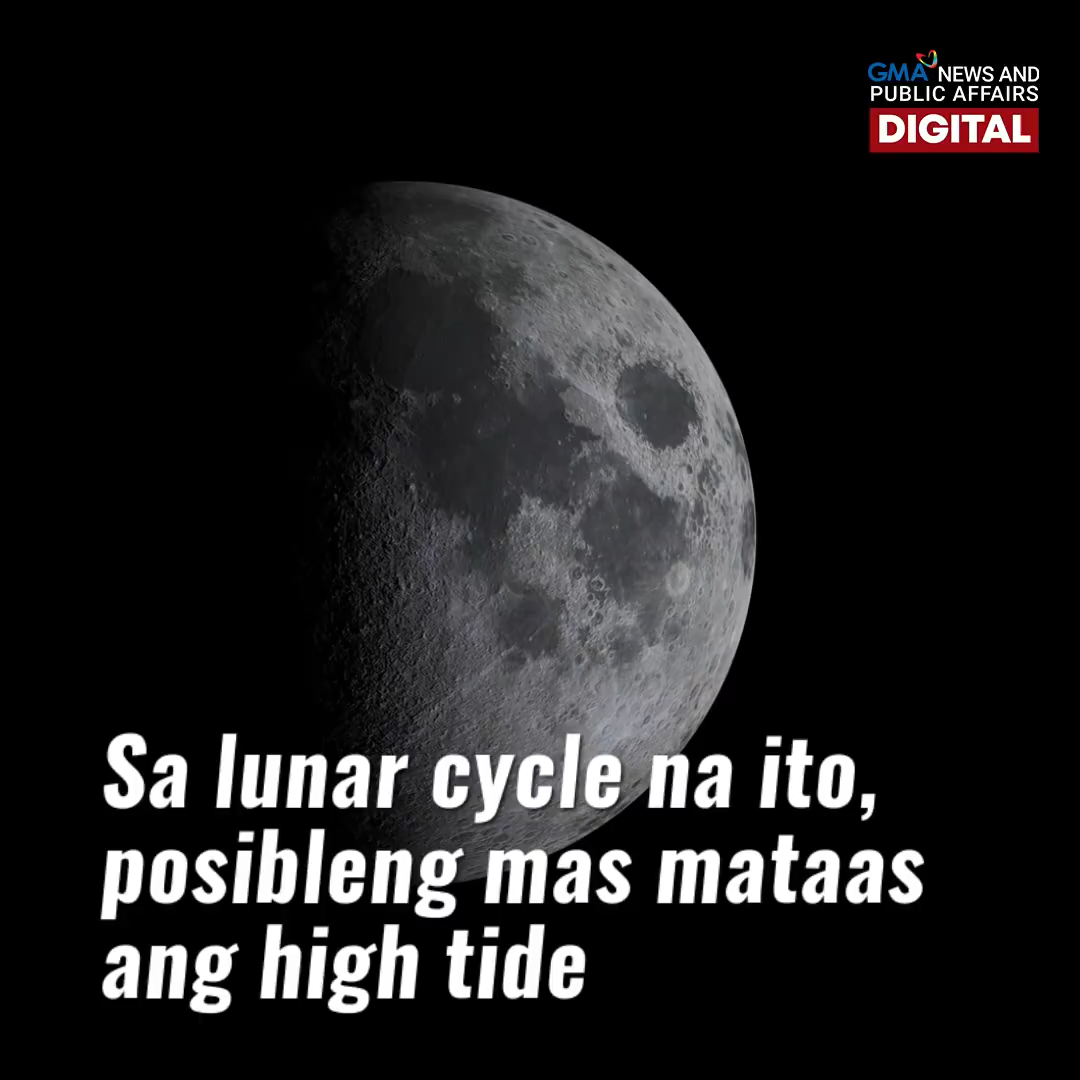 GMA NEWS AND
PUBLIC AFFAIRS
DIGITAL
Sa lunar cycle na ito,
posibleng mas mataas
ang high tide